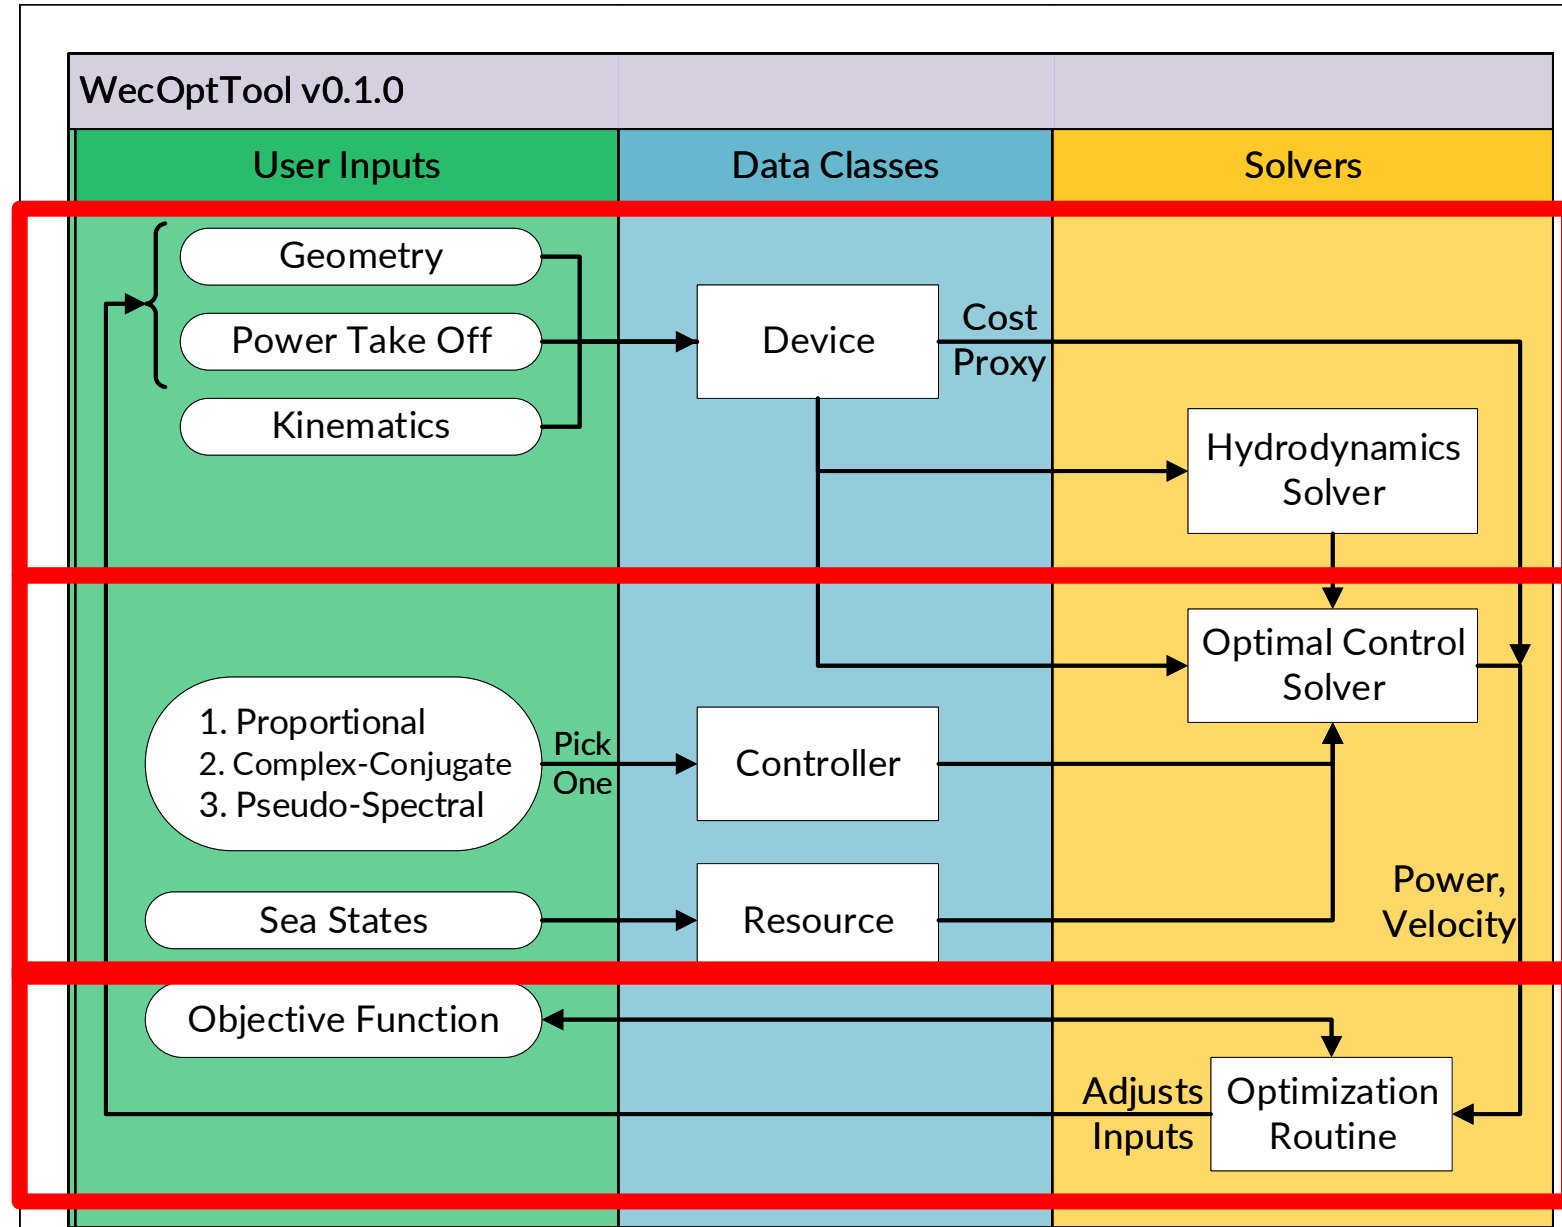 WecOptTool v0.1.0
User Inputs
Data Classes
Solvers
Geometry
Power Take Off
Kinematics
Device
Cost
Proxy
Hydrodynamics
Solver
Optimal Control
Solver
1. Proportional
2. Complex-Conjugate
3. Pseudo-Spectral
Pick
One
Controller
Sea States
Resource
Power,
Velocity
Objective Function
Adjusts
Inputs
Optimization
Routine